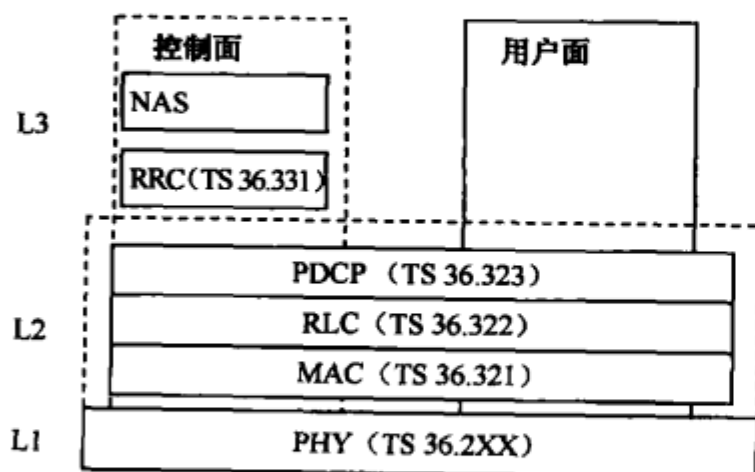 控制面
用户面
L3
NAS
RRC(TS 36.331)
L2
PDCP（TS 36.323）
RLC（TS 36.322）
MAC（TS 36.321）
L1
PHY（TS 36.2XX）